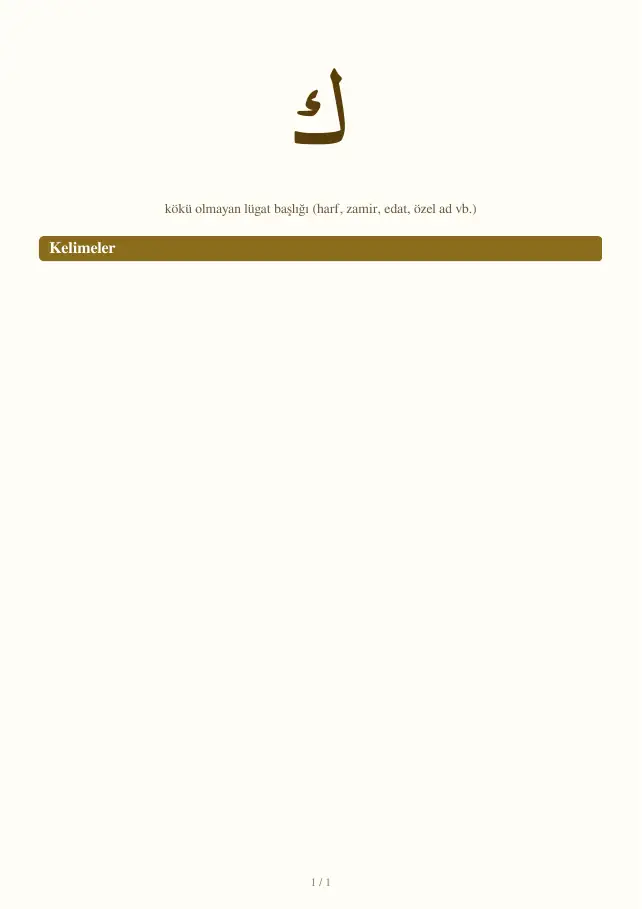 ك
kökü olmayan lügat başlığı (harf, zamir, edat, özel ad vb.)
Kelimeler
1 / 1